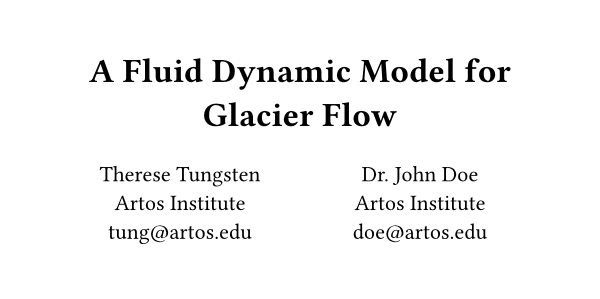 A Fluid Dynamic Model for
Glacier Flow
Therese Tungsten
Artos Institute
tung@artos.edu
Dr. John Doe
Artos Institute
doe@artos.edu